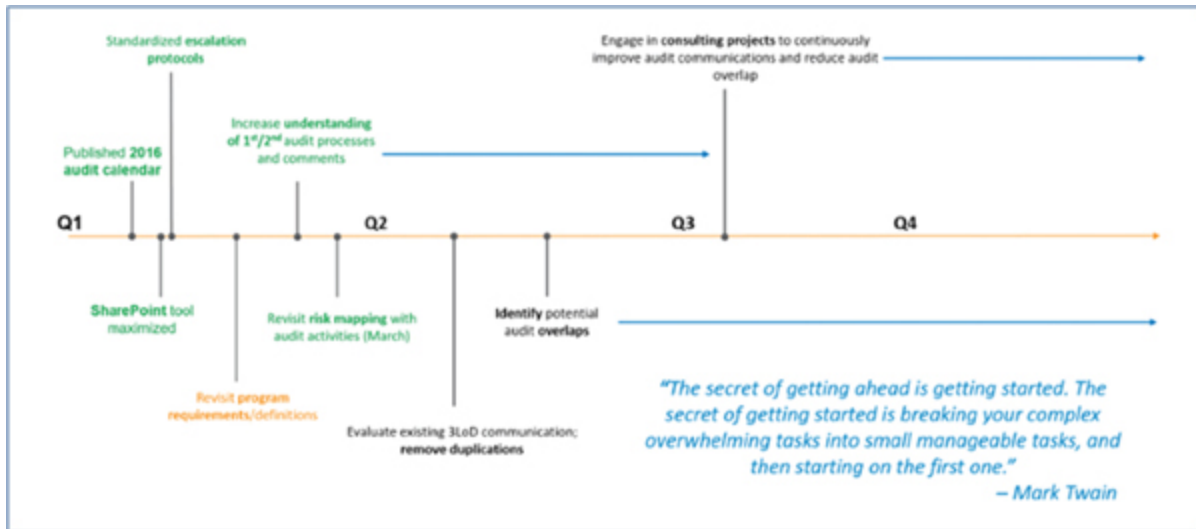 Standardized escalation
protocols
Engage in consulting projects to continuously
improve audit communications and reduce audit
overlap
Increase understanding
of 1st/2nd audit processes
and comments
Published 2016
audit calendar
Q1
Q2
Q3
Q4
SharePoint tool
maximized
Revisit risk mapping with
audit activities (March)
Identify potential
audit overlaps
Revisit program
requirements/definitions
Evaluate existing 3LoD communication;
remove duplications
"The secret of getting ahead is getting started. The
secret of getting started is breaking your complex
overwhelming tasks into small manageable tasks, and
then starting on the first one."
– Mark Twain